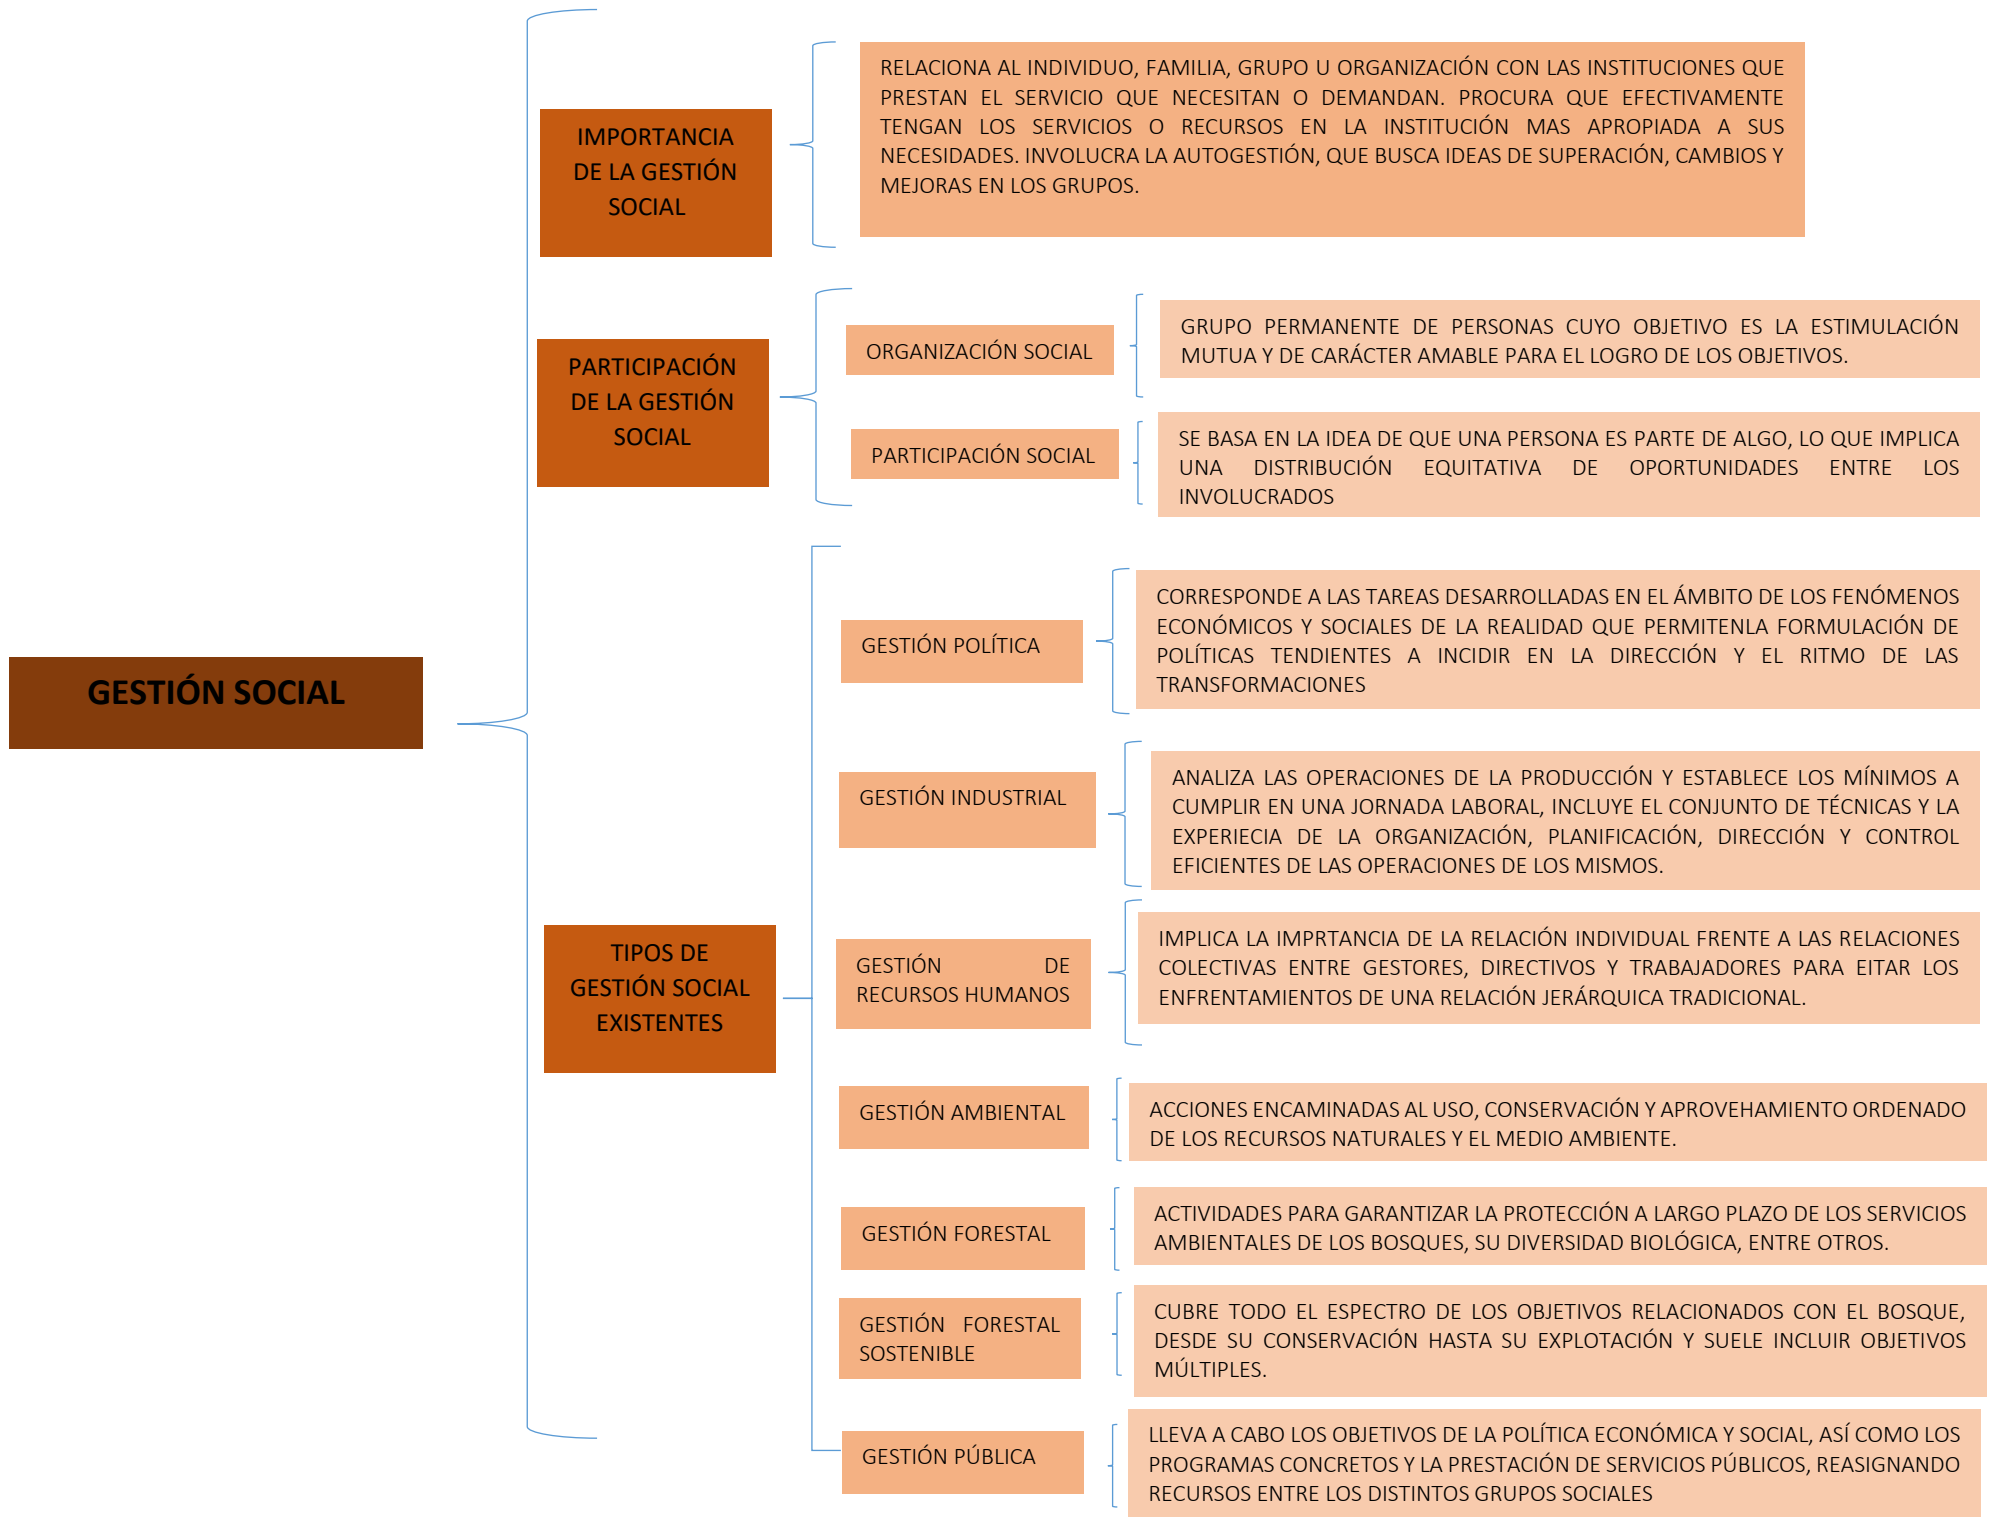 IMPORTANCIA
DE LA GESTIÓN
SOCIAL
RELACIONA AL INDIVIDUO, FAMILIA, GRUPO U ORGANIZACIÓN CON LAS INSTITUCIONES QUE
PRESTAN EL SERVICIO QUE NECESITAN O DEMANDAN. PROCURA QUE EFECTIVAMENTE
TENGAN LOS SERVICIOS O RECURSOS EN LA INSTITUCIÓN MAS APROPIADA A SUS
NECESIDADES. INVOLUCRA LA AUTOGESTIÓN, QUE BUSCA IDEAS DE SUPERACIÓN, CAMBIOS Y
MEJORAS EN LOS GRUPOS.
PARTICIPACIÓN
DE LA GESTIÓN
SOCIAL
ORGANIZACIÓN SOCIAL
GRUPO PERMANENTE DE PERSONAS CUYO OBJETIVO ES LA ESTIMULACIÓN
MUTUA Y DE CARÁCTER AMABLE PARA EL LOGRO DE LOS OBJETIVOS.
PARTICIPACIÓN SOCIAL
SE BASA EN LA IDEA DE QUE UNA PERSONA ES PARTE DE ALGO, LO QUE IMPLICA
UNA DISTRIBUCIÓN EQUITATIVA DE OPORTUNIDADES ENTRE LOS
INVOLUCRADOS
GESTIÓN SOCIAL
TIPOS DE
GESTIÓN SOCIAL
EXISTENTES
GESTIÓN POLÍTICA
CORRESPONDE A LAS TAREAS DESARROLLADAS EN EL ÁMBITO DE LOS FENÓMENOS
ECONÓMICOS Y SOCIALES DE LA REALIDAD QUE PERMITENLA FORMULACIÓN DE
POLÍTICAS TENDIENTES A INCIDIR EN LA DIRECCIÓN Y EL RITMO DE LAS
TRANSFORMACIONES
GESTIÓN INDUSTRIAL
ANALIZA LAS OPERACIONES DE LA PRODUCCIÓN Y ESTABLECE LOS MÍNIMOS A
CUMPLIR EN UNA JORNADA LABORAL, INCLUYE EL CONJUNTO DE TÉCNICAS Y LA
EXPERIECIA DE LA ORGANIZACIÓN, PLANIFICACIÓN, DIRECCIÓN Y CONTROL
EFICIENTES DE LAS OPERACIONES DE LOS MISMOS.
GESTIÓN DE
RECURSOS HUMANOS
IMPLICA LA IMPRTANCIA DE LA RELACIÓN INDIVIDUAL FRENTE A LAS RELACIONES
COLECTIVAS ENTRE GESTORES, DIRECTIVOS Y TRABAJADORES PARA EITAR LOS
ENFRENTAMIENTOS DE UNA RELACIÓN JERÁRQUICA TRADICIONAL.
GESTIÓN AMBIENTAL
ACCIONES ENCAMINADAS AL USO, CONSERVACIÓN Y APROVEHAMIENTO ORDENADO
DE LOS RECURSOS NATURALES Y EL MEDIO AMBIENTE.
GESTIÓN FORESTAL
ACTIVIDADES PARA GARANTIZAR LA PROTECCIÓN A LARGO PLAZO DE LOS SERVICIOS
AMBIENTALES DE LOS BOSQUES, SU DIVERSIDAD BIOLÓGICA, ENTRE OTROS.
GESTIÓN FORESTAL
SOSTENIBLE
CUBRE TODO EL ESPECTRO DE LOS OBJETIVOS RELACIONADOS CON EL BOSQUE,
DESDE SU CONSERVACIÓN HASTA SU EXPLOTACIÓN Y SUELE INCLUIR OBJETIVOS
MÚLTIPLES.
GESTIÓN PÚBLICA
LLEVA A CABO LOS OBJETIVOS DE LA POLÍTICA ECONÓMICA Y SOCIAL, ASÍ COMO LOS
PROGRAMAS CONCRETOS Y LA PRESTACIÓN DE SERVICIOS PÚBLICOS, REASIGNANDO
RECURSOS ENTRE LOS DISTINTOS GRUPOS SOCIALES